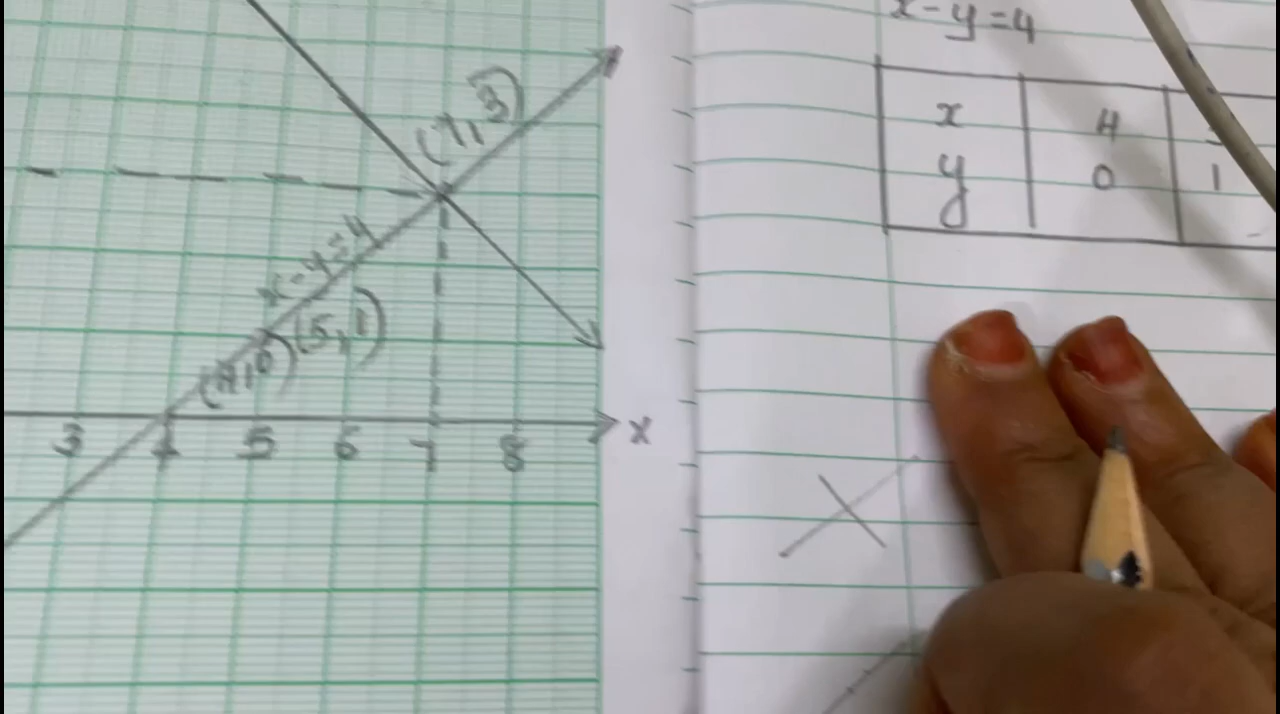 (7,3)
x-y=4
(4,0) (5,1)
3 4 5 6 7 8 x
x-y=4
x 4
y 0 1